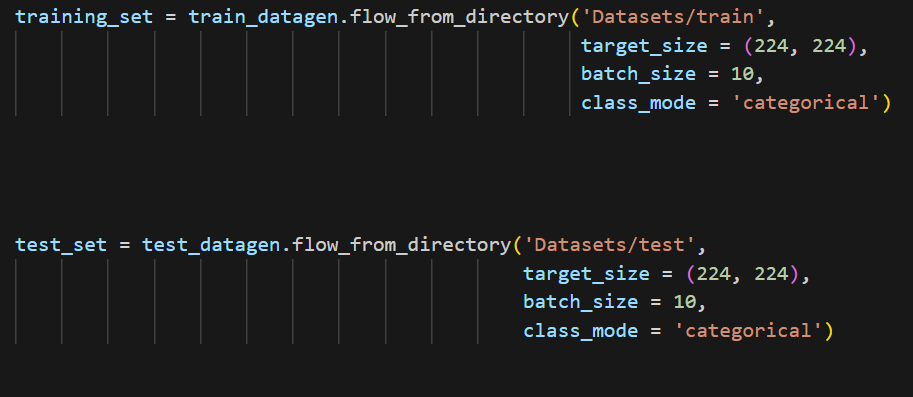 training_set = train_datagen.flow_from_directory('Datasets/train',
target_size = (224, 224),
batch_size = 10,
class_mode = 'categorical')
test_set = test_datagen.flow_from_directory('Datasets/test',
target_size = (224, 224),
batch_size = 10,
class_mode = 'categorical')